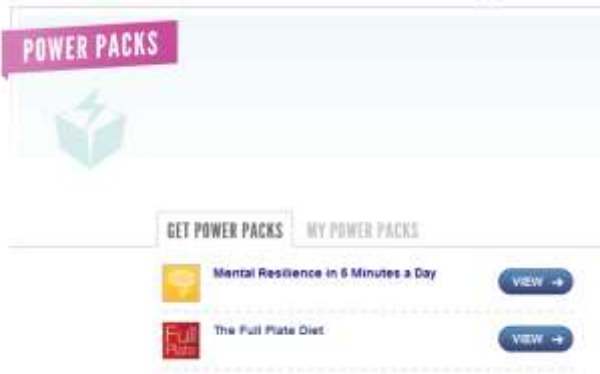 POWER PACKS
GET POWER PACKS MY POWER PACKS
Mental Resilience in 6 Minutes a Day VIEW
Full Plate The Full Plate Diet VIEW